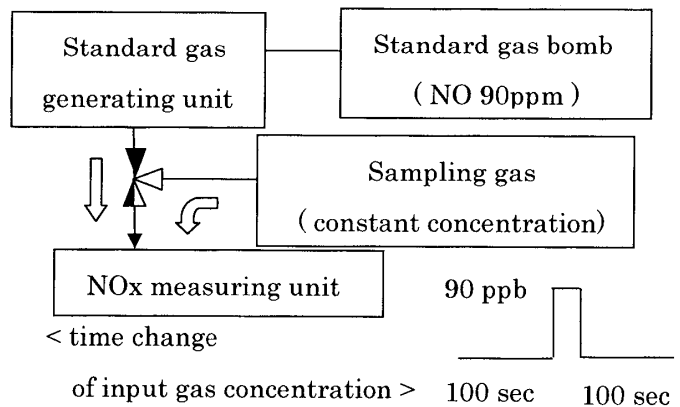 Standard gas
generating unit
Standard gas bomb
( NO 90ppm )
Sampling gas
( constant concentration)
NOx measuring unit
90 ppb
< time change
of input gas concentration >
100 sec
100 sec